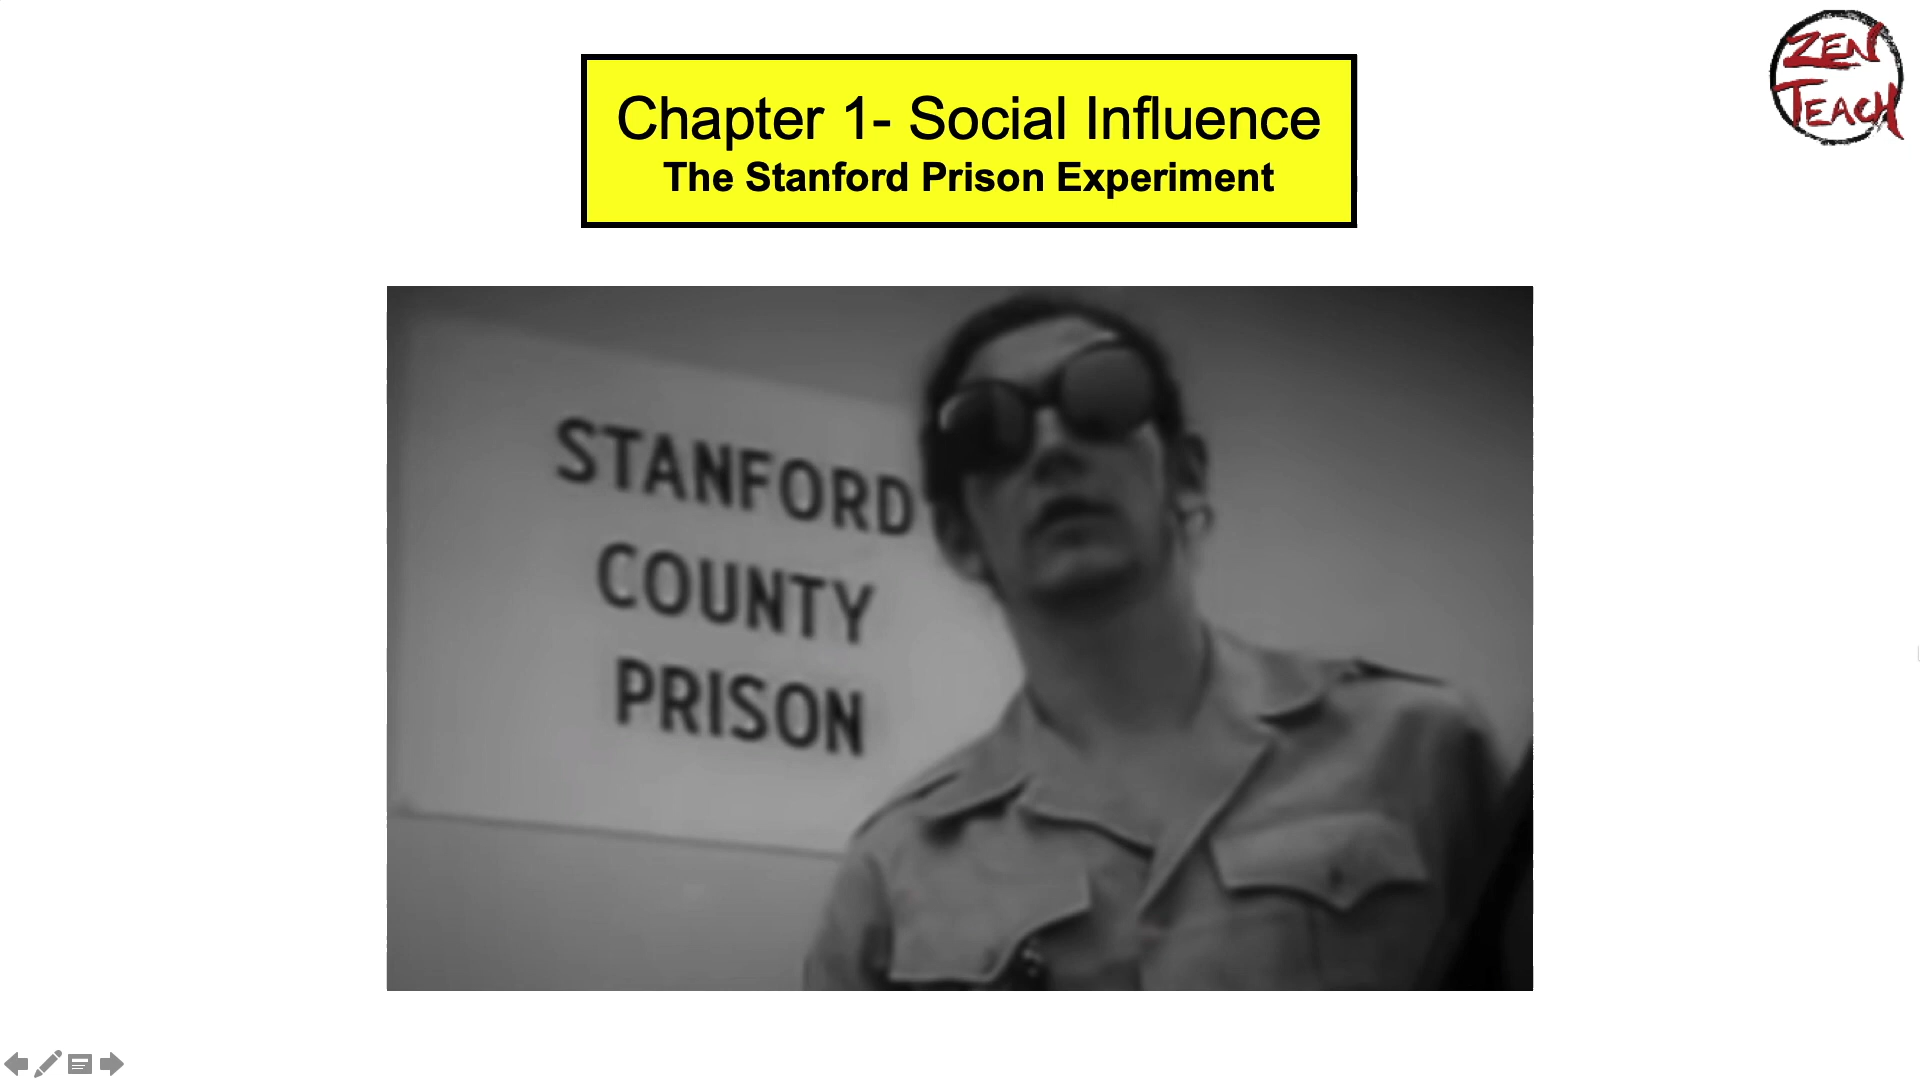 Chapter 1- Social Influence
The Stanford Prison Experiment
ZEN
TEACH
STANFORD
COUNTY
PRISON